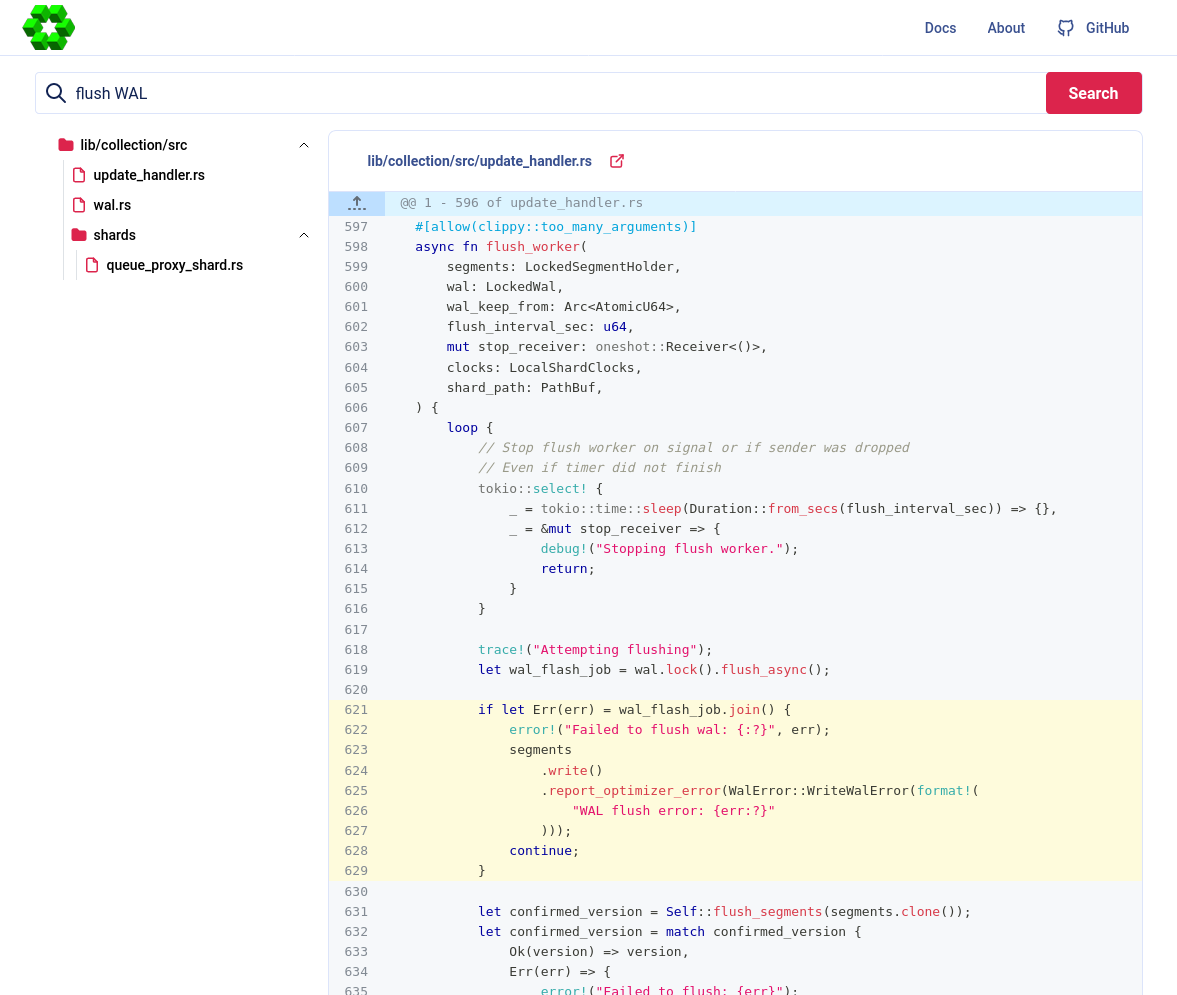 Docs
About
GitHub
flush WAL
Search
lib/collection/src
update_handler.rs
wal.rs
shards
queue_proxy_shard.rs
lib/collection/src/update_handler.rs
@@ 1 - 596 of update_handler.rs
597 #[allow(clippy::too_many_arguments)]
598 async fn flush_worker(
599 segments: LockedSegmentHolder,
600 wal: LockedWal,
601 wal_keep_from: Arc<AtomicU64>,
602 flush_interval_sec: u64,
603 mut stop_receiver: oneshot::Receiver<()>,
604 clocks: LocalShardClocks,
605 shard_path: PathBuf,
606 ) {
607 loop {
608 // Stop flush worker on signal or if sender was dropped
609 // Even if timer did not finish
610 tokio::select! {
611 _ = tokio::time::sleep(Duration::from_secs(flush_interval_sec)) => {},
612 _ = &mut stop_receiver => {
613 debug!("Stopping flush worker.");
614 return;
615 }
616 }
617
618 trace!("Attempting flushing");
619 let wal_flash_job = wal.lock().flush_async();
620
621 if let Err(err) = wal_flash_job.join() {
622 error!("Failed to flush wal: {:?}", err);
623 segments
624 .write()
625 .report_optimizer_error(WalError::WriteWalError(format!(
626 "WAL flush error: {err:?}"
627 )));
628 continue;
629 }
630
631 let confirmed_version = Self::flush_segments(segments.clone());
632 let confirmed_version = match confirmed_version {
633 Ok(version) => version,
634 Err(err) => {
635 error!("Failed to flush: {err}");